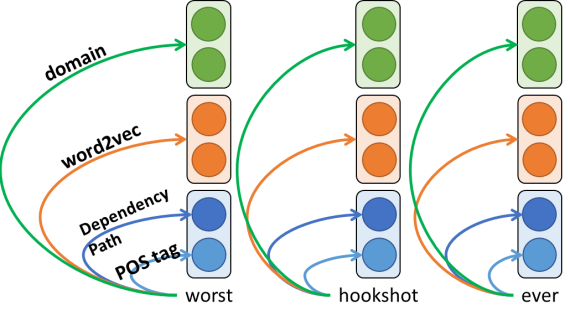 domain
word2vec
Dependency
Path
POS tag
worst hookshot ever